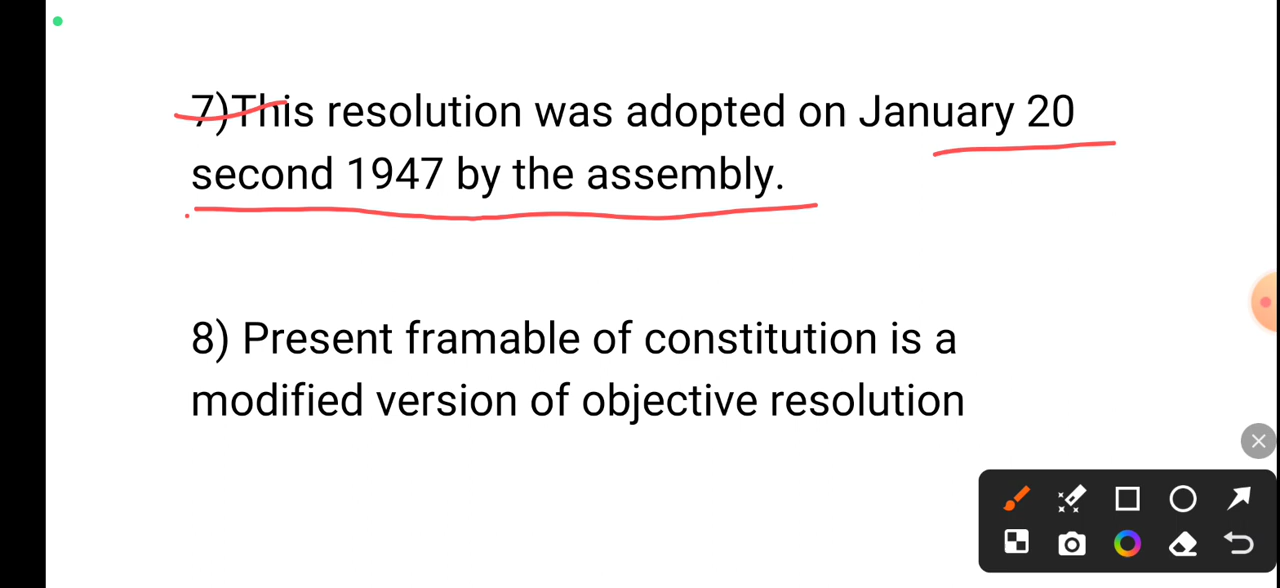 7)This resolution was adopted on January 20
second 1947 by the assembly.
8) Present framable of constitution is a
modified version of objective resolution